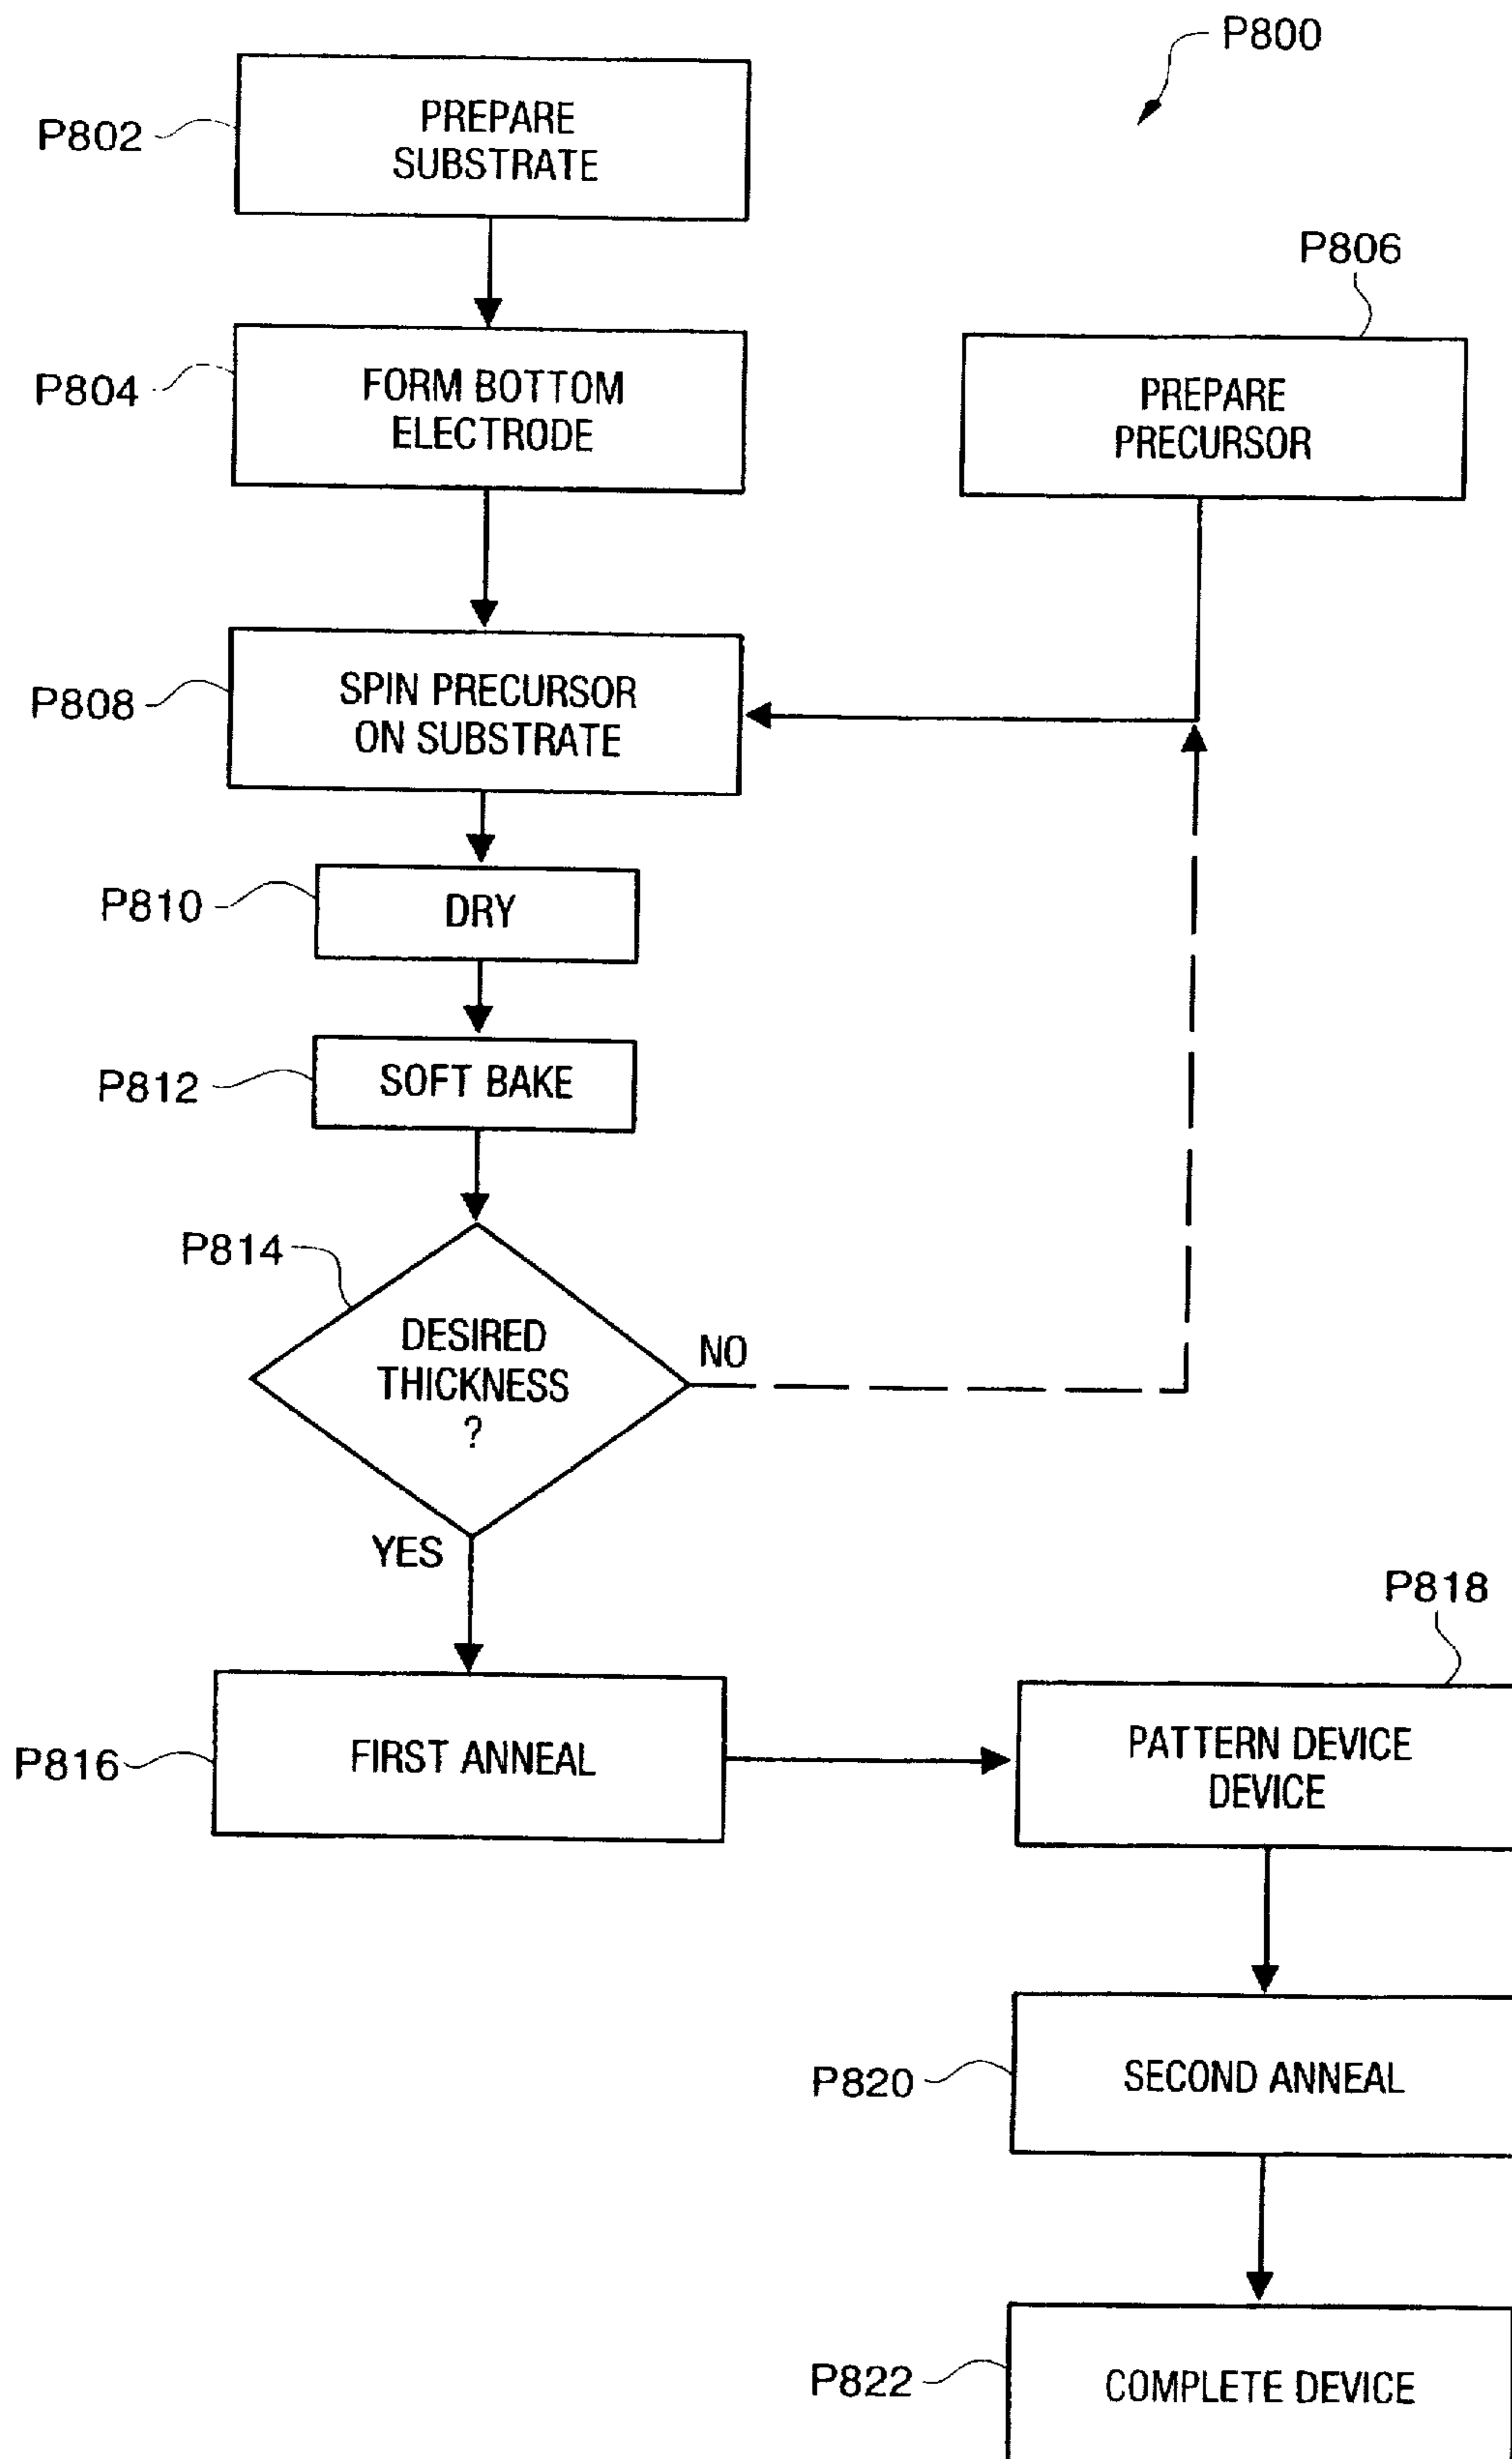 P800
P802
PREPARE
SUBSTRATE
P804
FORM BOTTOM
ELECTRODE
P806
PREPARE
PRECURSOR
P808
SPIN PRECURSOR
ON SUBSTRATE
P810
DRY
P812
SOFT BAKE
P814
DESIRED
THICKNESS
?
NO
YES
P816
FIRST ANNEAL
P818
PATTERN DEVICE
DEVICE
P820
SECOND ANNEAL
P822
COMPLETE DEVICE